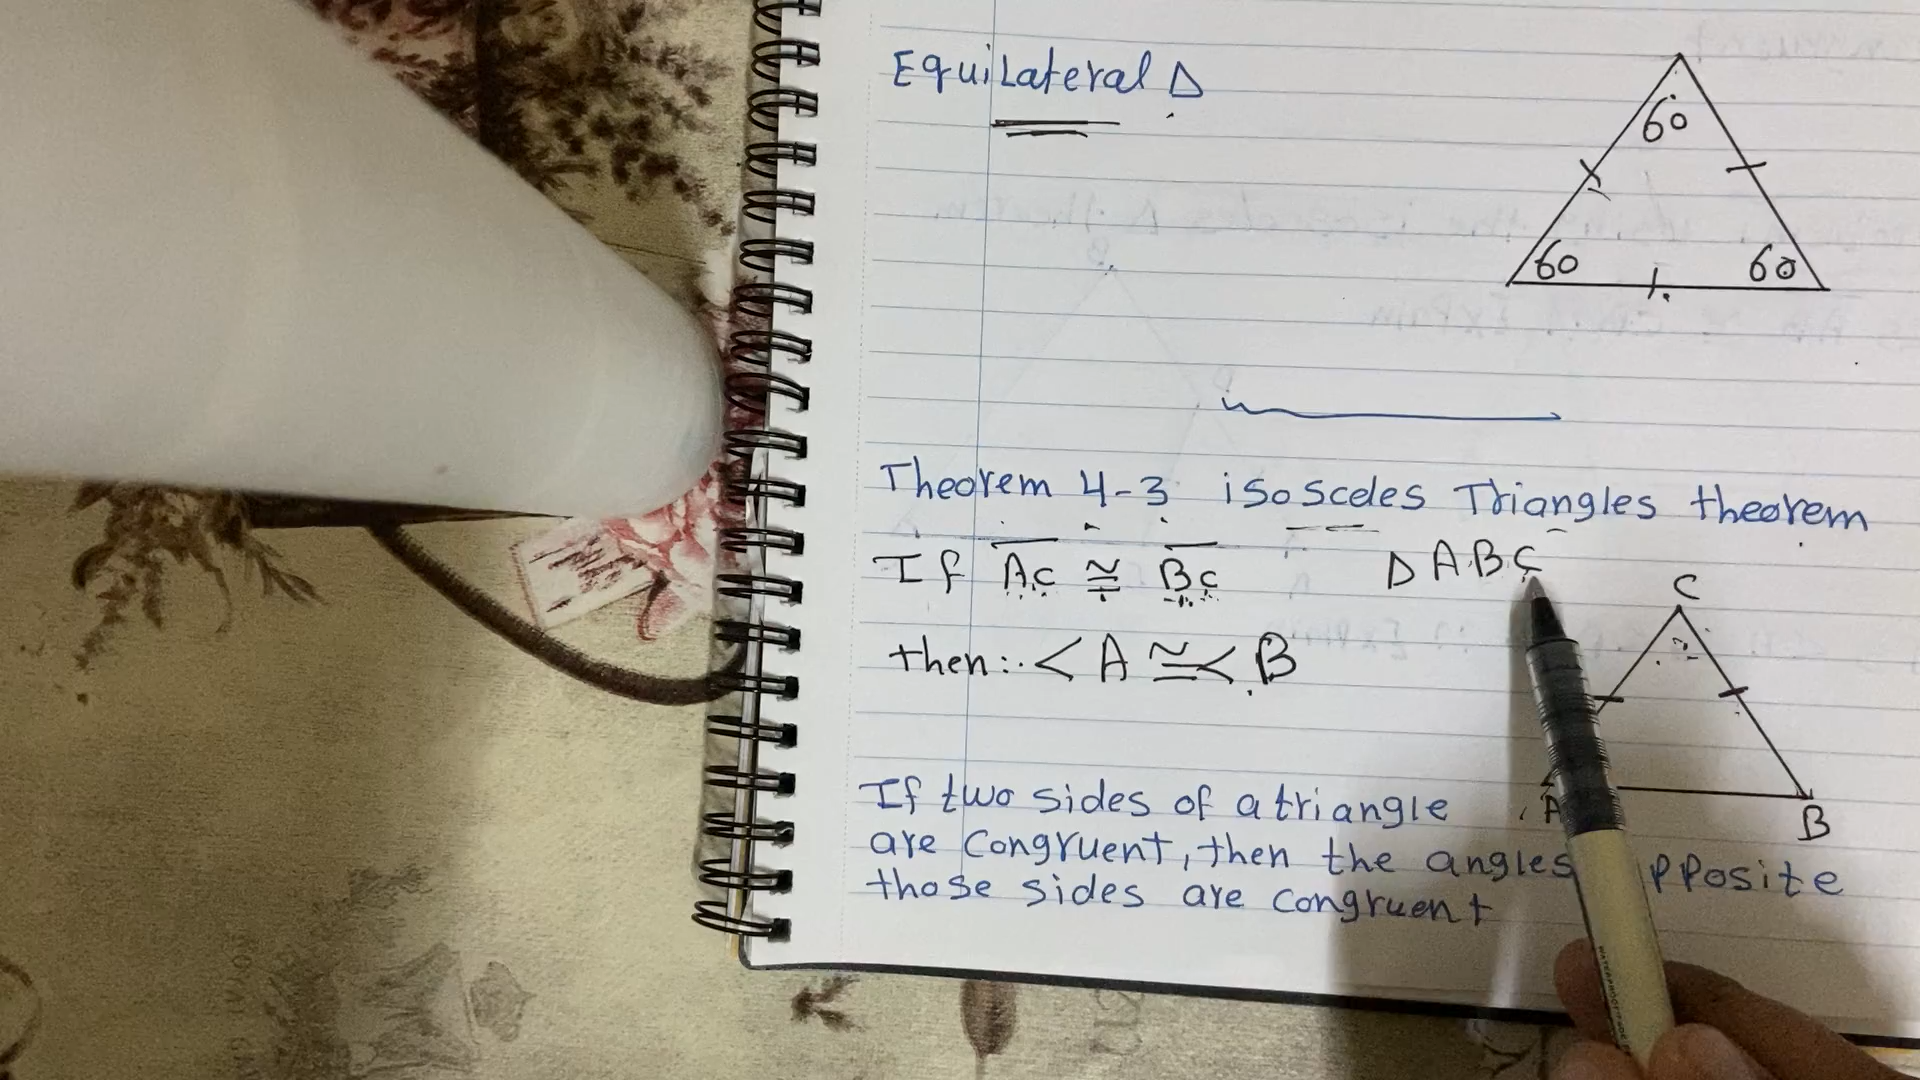 EquiLateral Δ
60
60 60
Theorem 4-3 isosceles Triangles theorem
If AC ≅ BC Δ ABC
C
then: <A ≅ <B
If two sides of a triangle
A B
are congruent, then the angles pposite
those sides are congruent